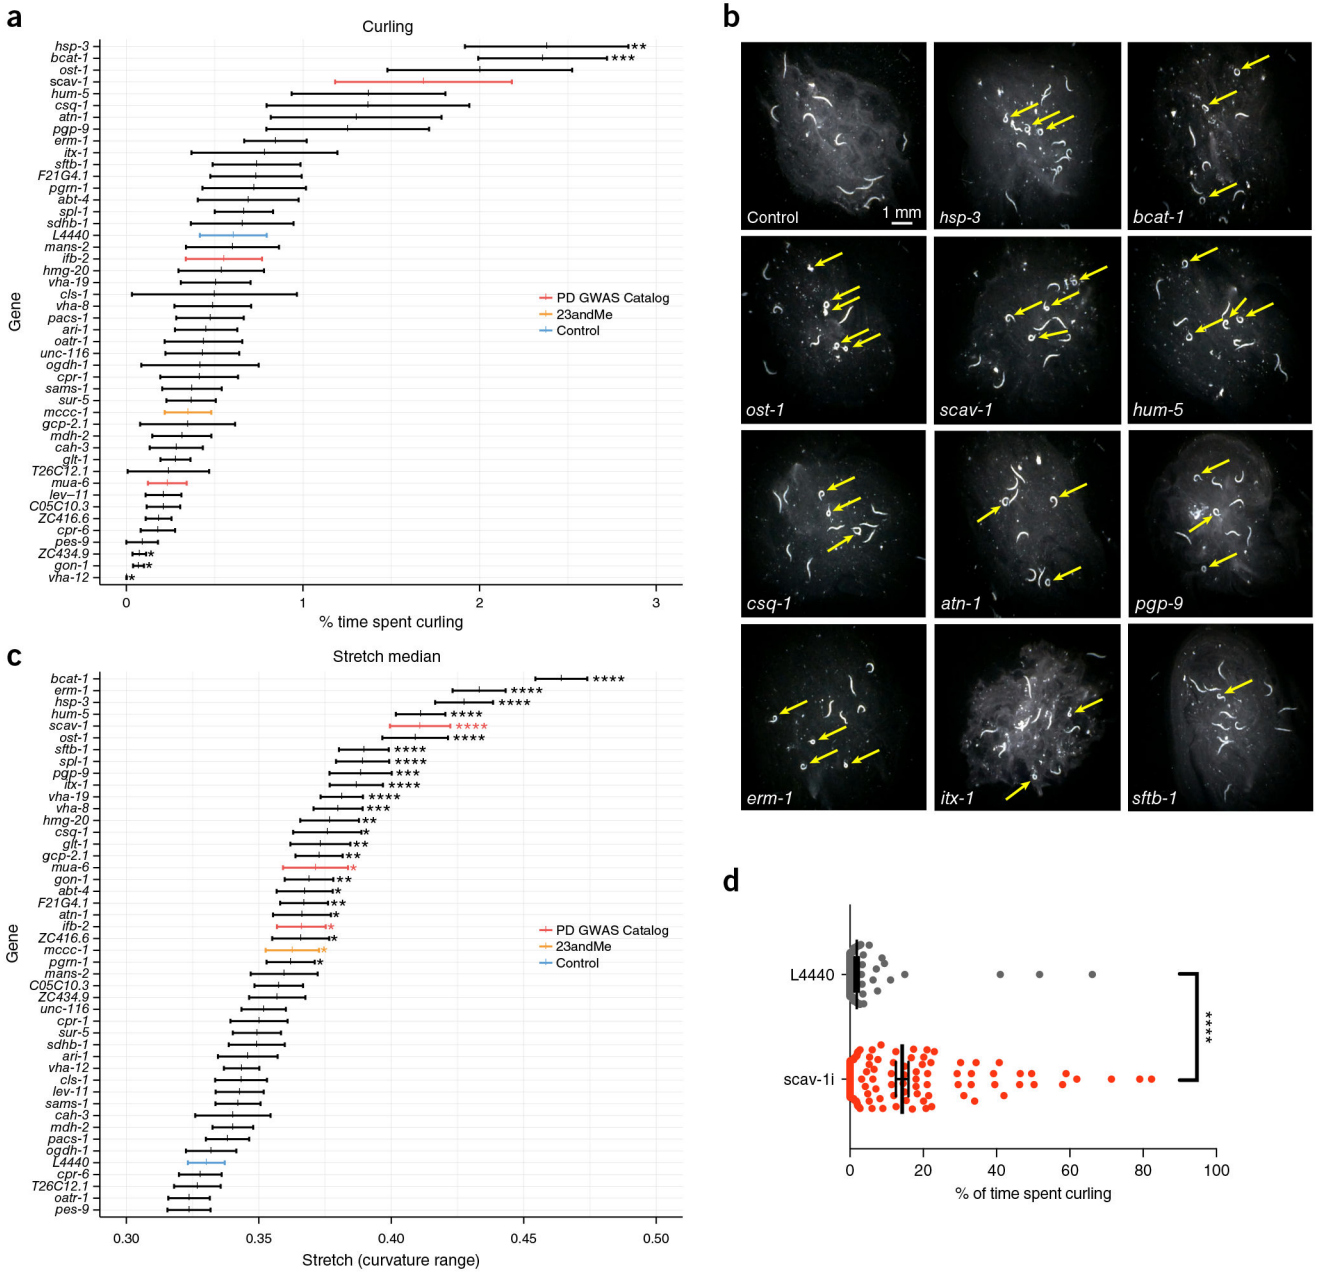 a
Curling
hsp-3
**
bcat-1
***
ost-1
scav-1
hum-5
csq-1
atn-1
pgp-9
erm-1
itx-1
sftb-1
F21G4.1
pgrn-1
abt-4
spl-1
sdhb-1
L4440
mans-2
ifb-2
hmg-20
vha-19
cls-1
vha-8
pacs-1
ari-1
oatr-1
unc-116
ogdh-1
cpr-1
sams-1
sur-5
mccc-1
gcp-2.1
mdh-2
cah-3
glt-1
T26C12.1
mua-6
lev–11
C05C10.3
ZC416.6
cpr-6
pes-9
ZC434.9
*
gon-1
*
vha-12
*
Gene
PD GWAS Catalog
23andMe
Control
0 1 2 3
% time spent curling
b
Control
1 mm
hsp-3
bcat-1
ost-1
scav-1
hum-5
csq-1
atn-1
pgp-9
erm-1
itx-1
sftb-1
c
Stretch median
bcat-1
****
erm-1
****
hsp-3
****
hum-5
****
scav-1
****
ost-1
****
sftb-1
****
spl-1
****
pgp-9
***
itx-1
****
vha-19
****
vha-8
***
hmg-20
**
csq-1
*
glt-1
**
gcp-2.1
**
mua-6
*
gon-1
**
abt-4
*
F21G4.1
**
atn-1
*
ifb-2
*
ZC416.6
*
mccc-1
*
pgrn-1
*
mans-2
C05C10.3
ZC434.9
unc-116
cpr-1
sur-5
sdhb-1
ari-1
vha-12
cls-1
lev-11
sams-1
cah-3
mdh-2
pacs-1
ogdh-1
L4440
cpr-6
T26C12.1
oatr-1
pes-9
Gene
PD GWAS Catalog
23andMe
Control
0.30 0.35 0.40 0.45 0.50
Stretch (curvature range)
d
L4440
scav-1i
****
0 20 40 60 80 100
% of time spent curling